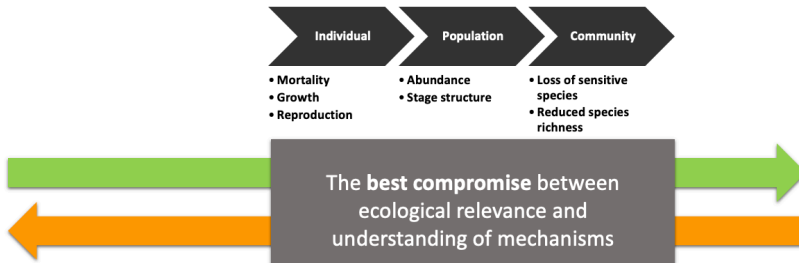 Individual
Population
Community
• Mortality
• Growth
• Reproduction
• Abundance
• Stage structure
• Loss of sensitive
species
• Reduced species
richness
The best compromise between
ecological relevance and
understanding of mechanisms